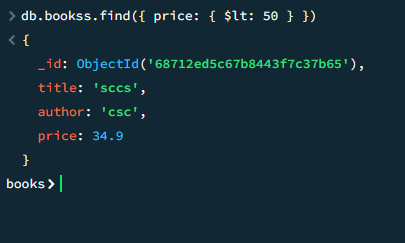 > db.bookss.find({ price: { $lt: 50 } })
< {
_id: ObjectId('68712ed5c67b8443f7c37b65'),
title: 'sccs',
author: 'csc',
price: 34.9
}
books>